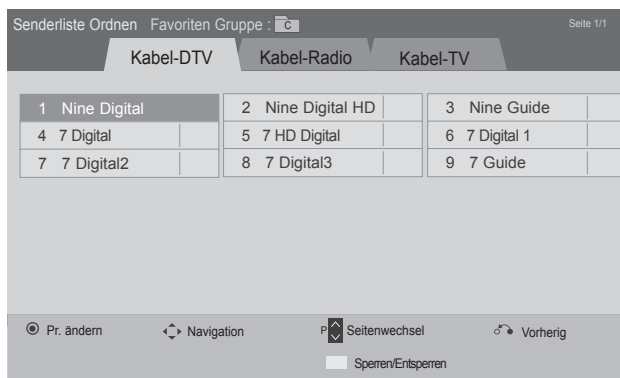 Senderliste Ordnen Favoriten Gruppe : C Seite 1/1
Kabel-DTV Kabel-Radio Kabel-TV
1 Nine Digital 2 Nine Digital HD 3 Nine Guide
4 7 Digital 5 7 HD Digital 6 7 Digital 1
7 7 Digital2 8 7 Digital3 9 7 Guide
Pr. ändern Navigation P Seitenwechsel Vorherig
Sperren/Entsperren